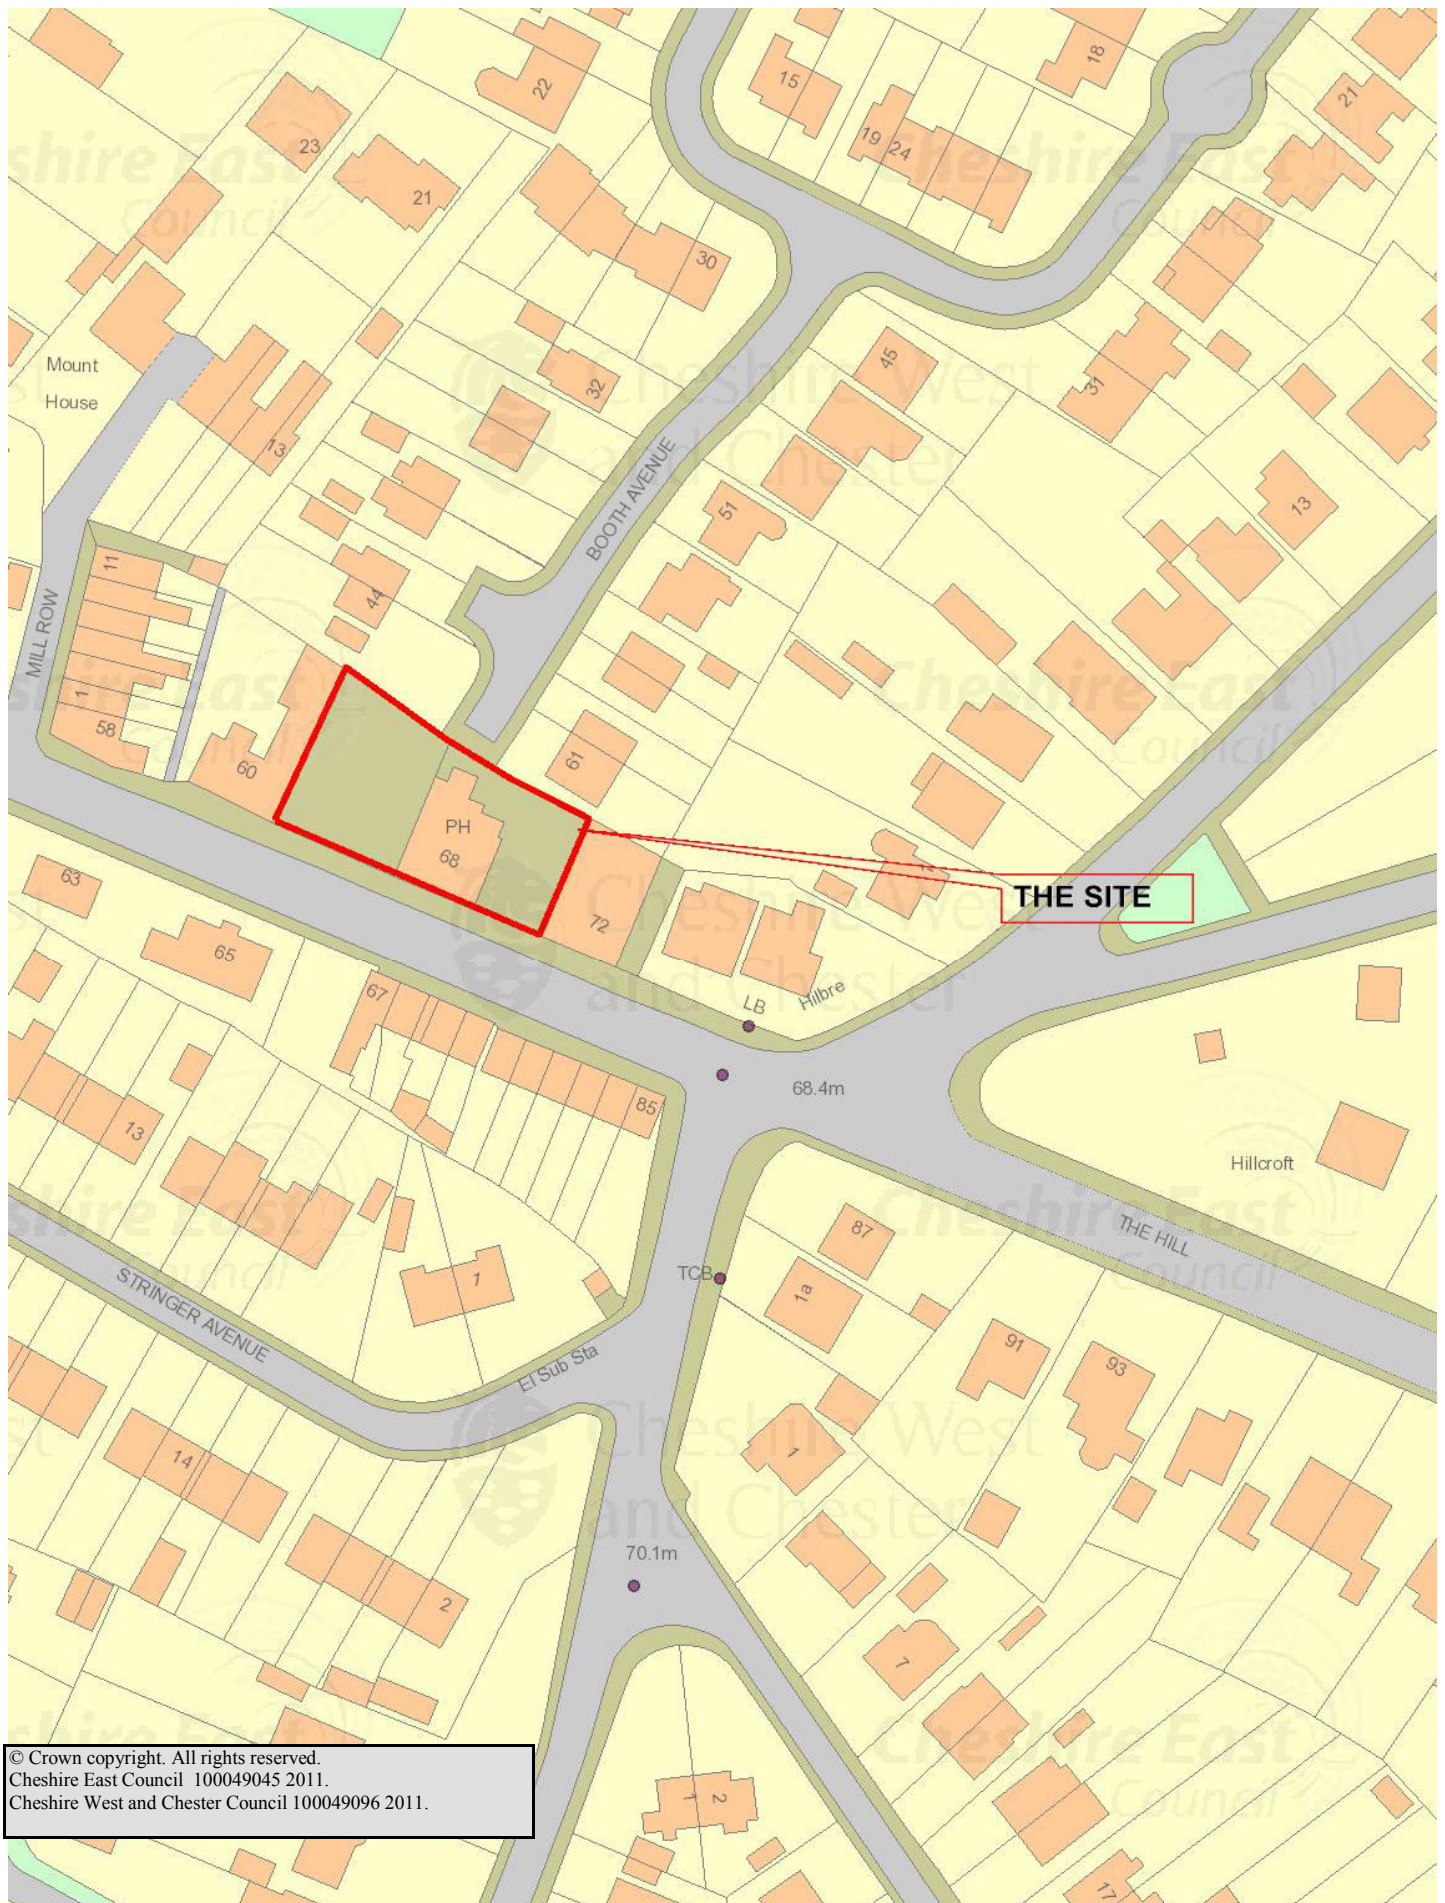 22
15
18
19
24
21
23
21
30
Mount
House
32
45
31
13
BOOTH AVENUE
51
13
11
44
MILL ROW
1
58
60
61
PH
68
THE SITE
72
63
65
67
LB
Hilbre
68.4m
85
13
Hillcroft
87
THE HILL
TCB
1
1a
STRINGER AVENUE
El Sub Sta
91
93
14
1
70.1m
2
7
1
2
17
© Crown copyright. All rights reserved.
Cheshire East Council 100049045 2011.
Cheshire West and Chester Council 100049096 2011.
Cheshire East
Council
Cheshire West
and Chester